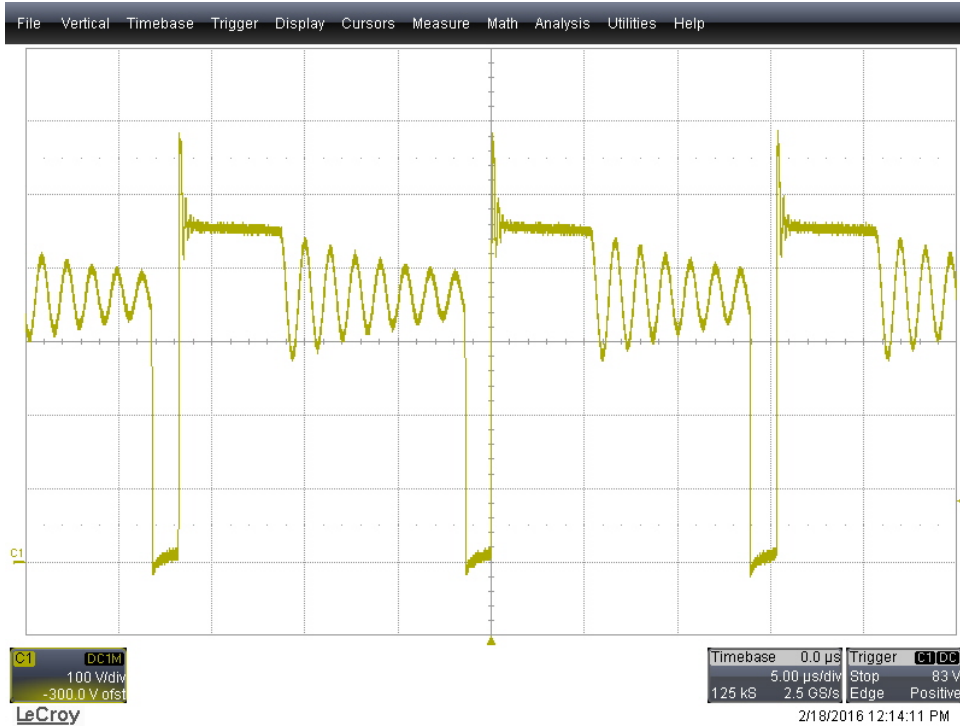 File Vertical Timebase Trigger Display Cursors Measure Math Analysis Utilities Help
C1
C1 DC1M
100 V/div
-300.0 V ofst
Timebase 0.0 µs
5.00 µs/div
125 kS 2.5 GS/s
Trigger C1 DC
Stop 83 V
Edge Positive
LeCroy
2/18/2016 12:14:11 PM